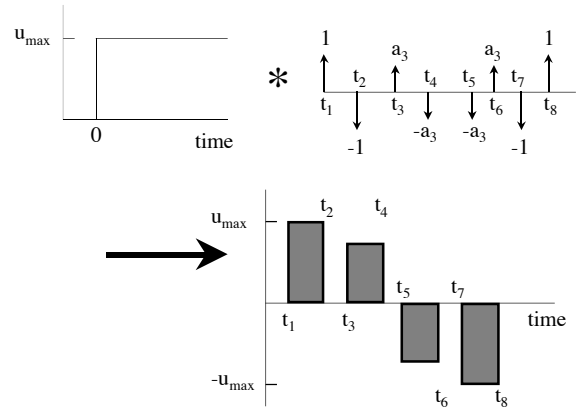 u_max
0
time
*
1 a_3 a_3 1
t_2 t_4 t_5 t_7
t_1 t_3 t_6 t_8
-1 -a_3 -a_3 -1
t_2 t_4
u_max
t_5 t_7
t_1 t_3 time
-u_max
t_6 t_8